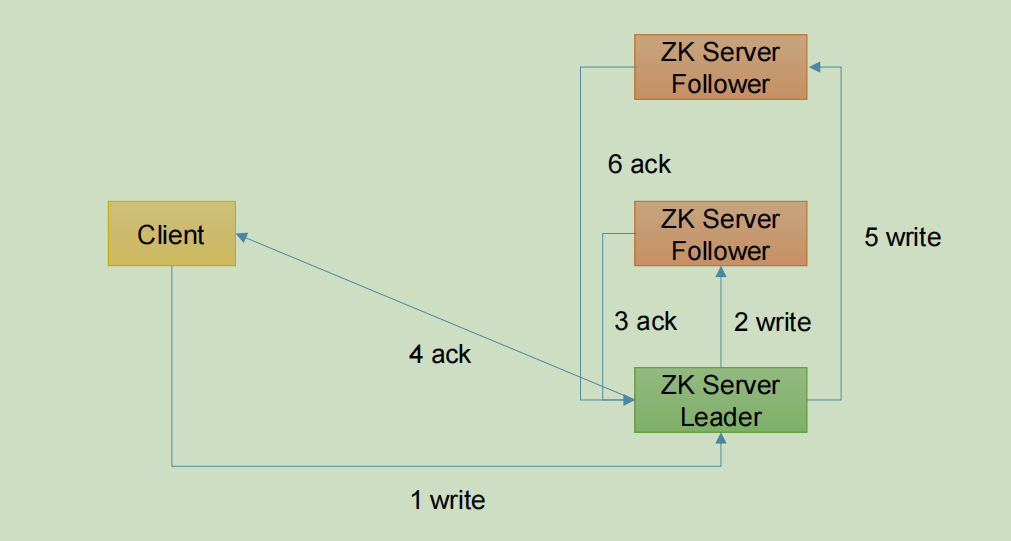 ZK Server
Follower
6 ack
ZK Server
Follower
Client
5 write
3 ack
2 write
4 ack
ZK Server
Leader
1 write